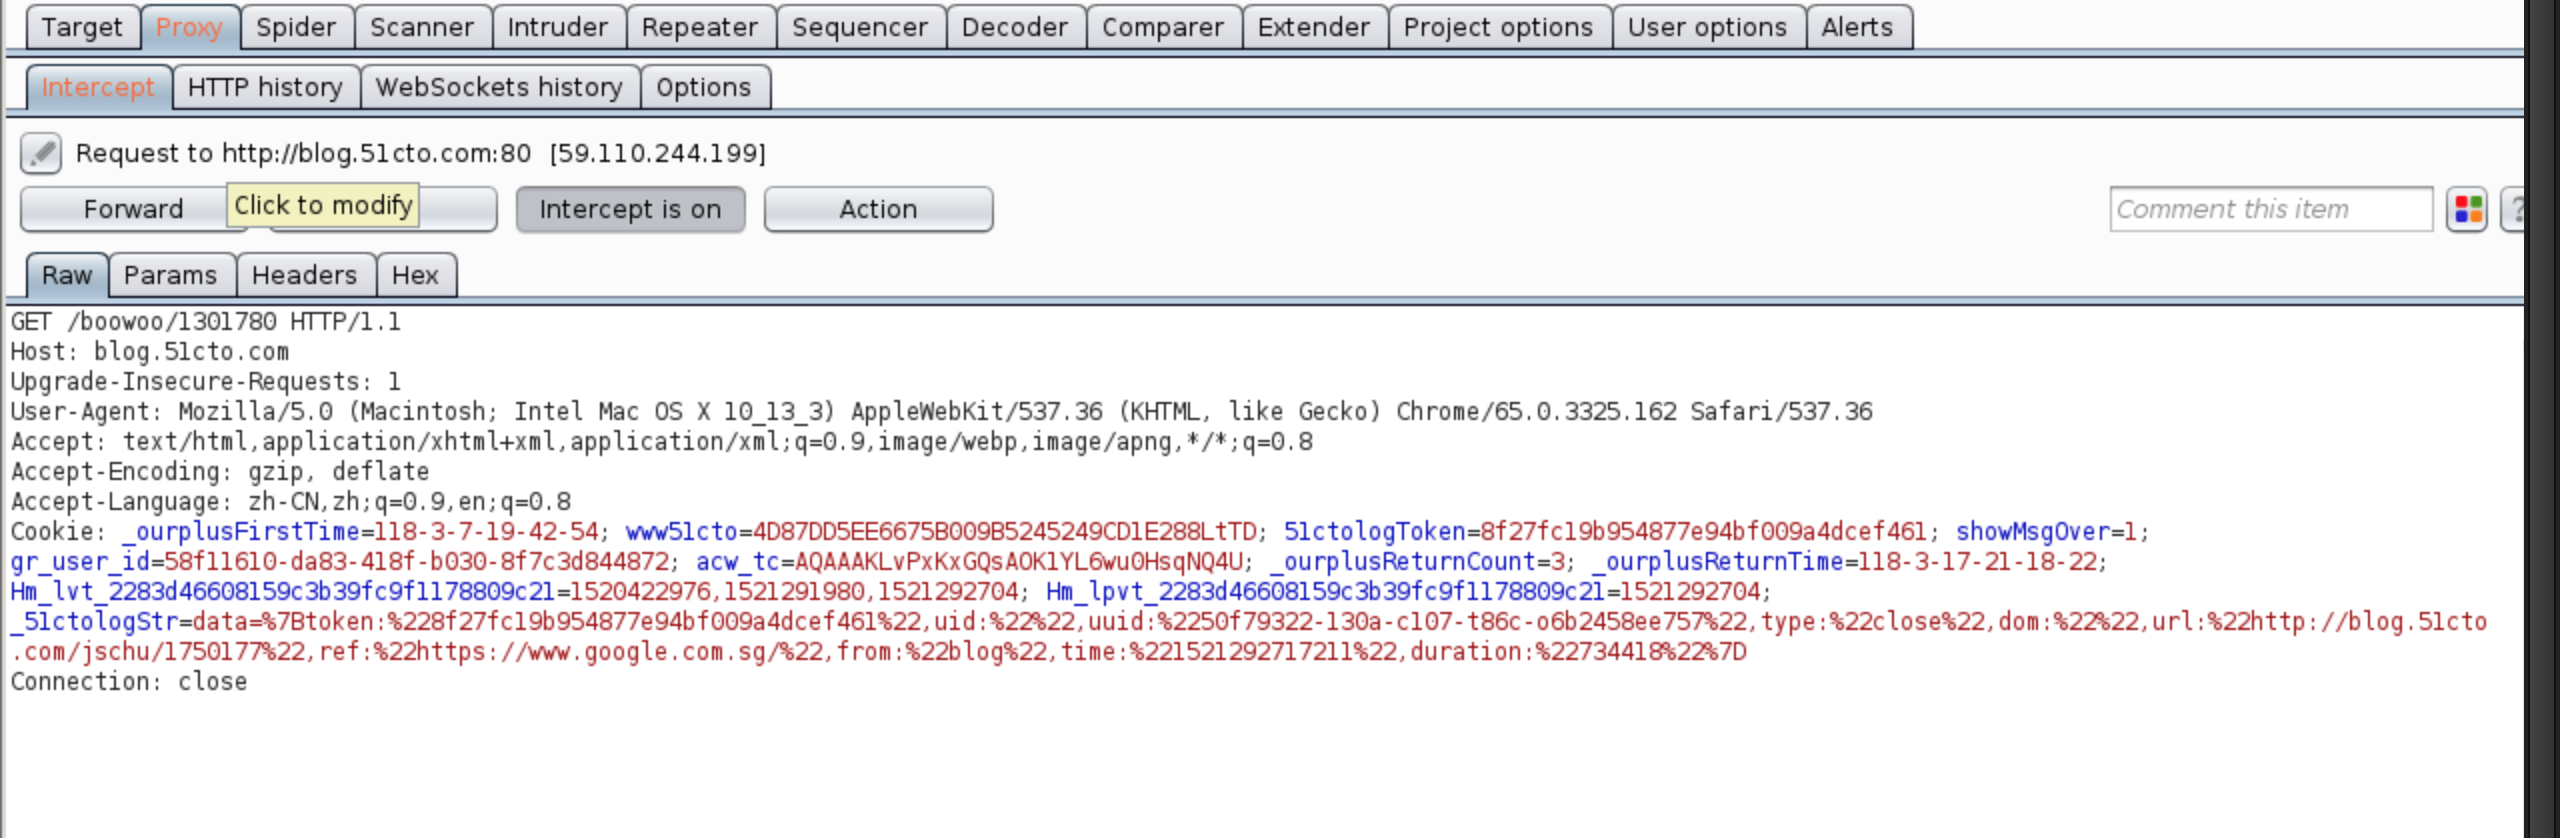 Target Proxy Spider Scanner Intruder Repeater Sequencer Decoder Comparer Extender Project options User options Alerts
Intercept HTTP history WebSockets history Options
Request to http://blog.51cto.com:80 [59.110.244.199]
Forward Click to modify Intercept is on Action Comment this item ?
Raw Params Headers Hex
GET /boowoo/1301780 HTTP/1.1
Host: blog.51cto.com
Upgrade-Insecure-Requests: 1
User-Agent: Mozilla/5.0 (Macintosh; Intel Mac OS X 10_13_3) AppleWebKit/537.36 (KHTML, like Gecko) Chrome/65.0.3325.162 Safari/537.36
Accept: text/html,application/xhtml+xml,application/xml;q=0.9,image/webp,image/apng,*/*;q=0.8
Accept-Encoding: gzip, deflate
Accept-Language: zh-CN,zh;q=0.9,en;q=0.8
Cookie: _ourplusFirstTime=118-3-7-19-42-54; www51cto=4D87DD5EE6675B009B5245249CD1E288LtTD; 51ctologToken=8f27fc19b954877e94bf009a4dcef461; showMsgOver=1;
gr_user_id=58f11610-da83-418f-b030-8f7c3d844872; acw_tc=AQAAAKLvPxKxGQsAOK1YL6wu0HsqNQ4U; _ourplusReturnCount=3; _ourplusReturnTime=118-3-17-21-18-22;
Hm_lvt_2283d46608159c3b39fc9f1178809c21=1520422976,1521291980,1521292704; Hm_lpvt_2283d46608159c3b39fc9f1178809c21=1521292704;
_51ctologStr=data=%7Btoken:%228f27fc19b954877e94bf009a4dcef461%22,uid:%22%22,uuid:%2250f79322-130a-c107-t86c-o6b2458ee757%22,type:%22close%22,dom:%22%22,url:%22http://blog.51cto
.com/jschu/1750177%22,ref:%22https://www.google.com.sg/%22,from:%22blog%22,time:%221521292717211%22,duration:%22734418%22%7D
Connection: close